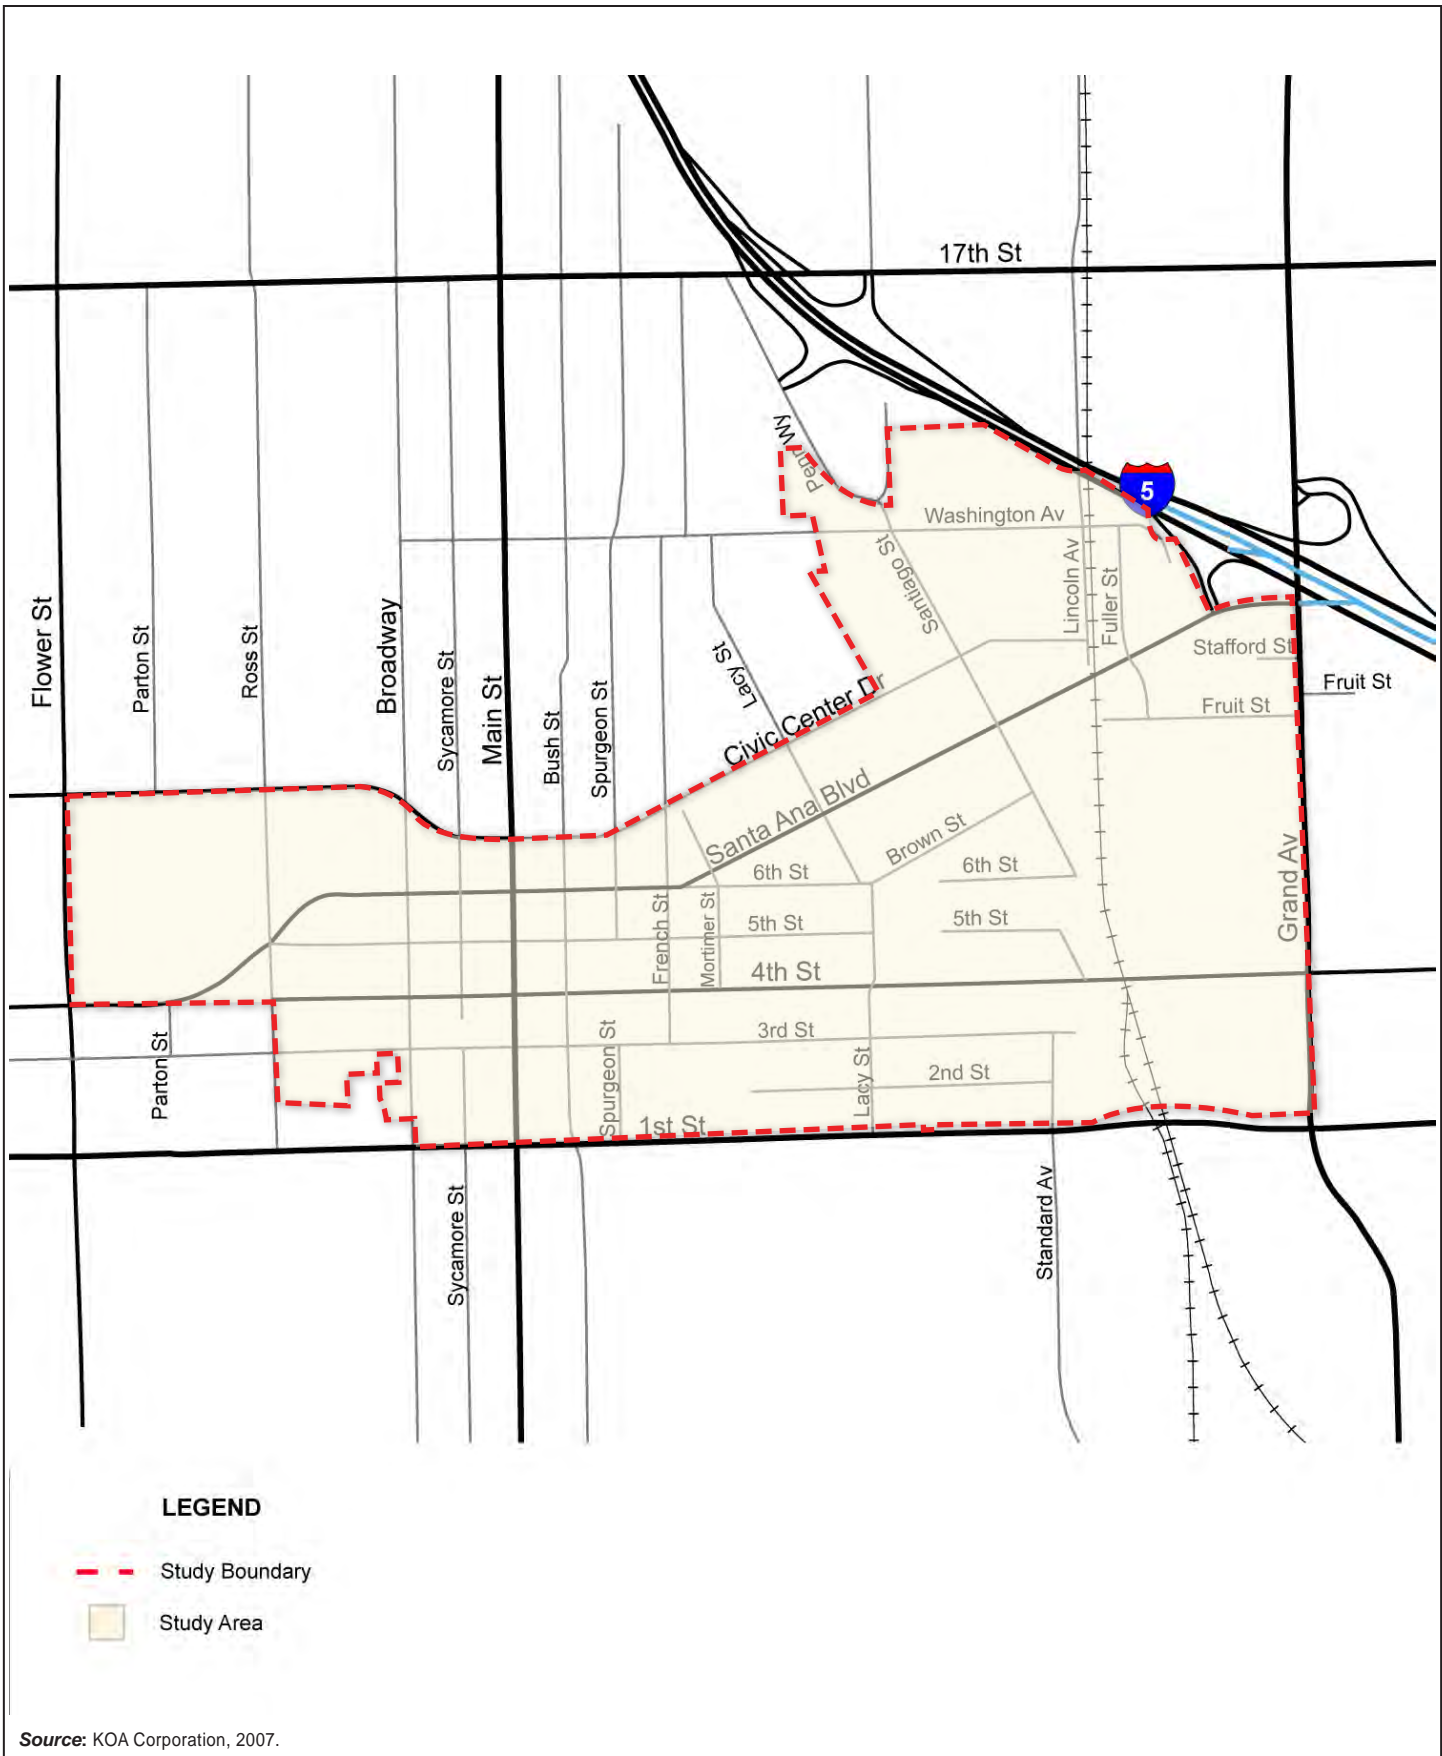 17th St
Penn Wy
5
Washington Av
Santiago St
Lincoln Av
Fuller St
Flower St
Parton St
Ross St
Broadway
Sycamore St
Main St
Bush St
Spurgeon St
Lacy St
Civic Center Dr
Stafford St
Fruit St
Fruit St
Santa Ana Blvd
Brown St
6th St
6th St
Grand Av
French St
Mortimer St
5th St
5th St
4th St
Parton St
Spurgeon St
3rd St
Lacy St
2nd St
1st St
Sycamore St
Standard Av
LEGEND
Study Boundary
Study Area
Source: KOA Corporation, 2007.